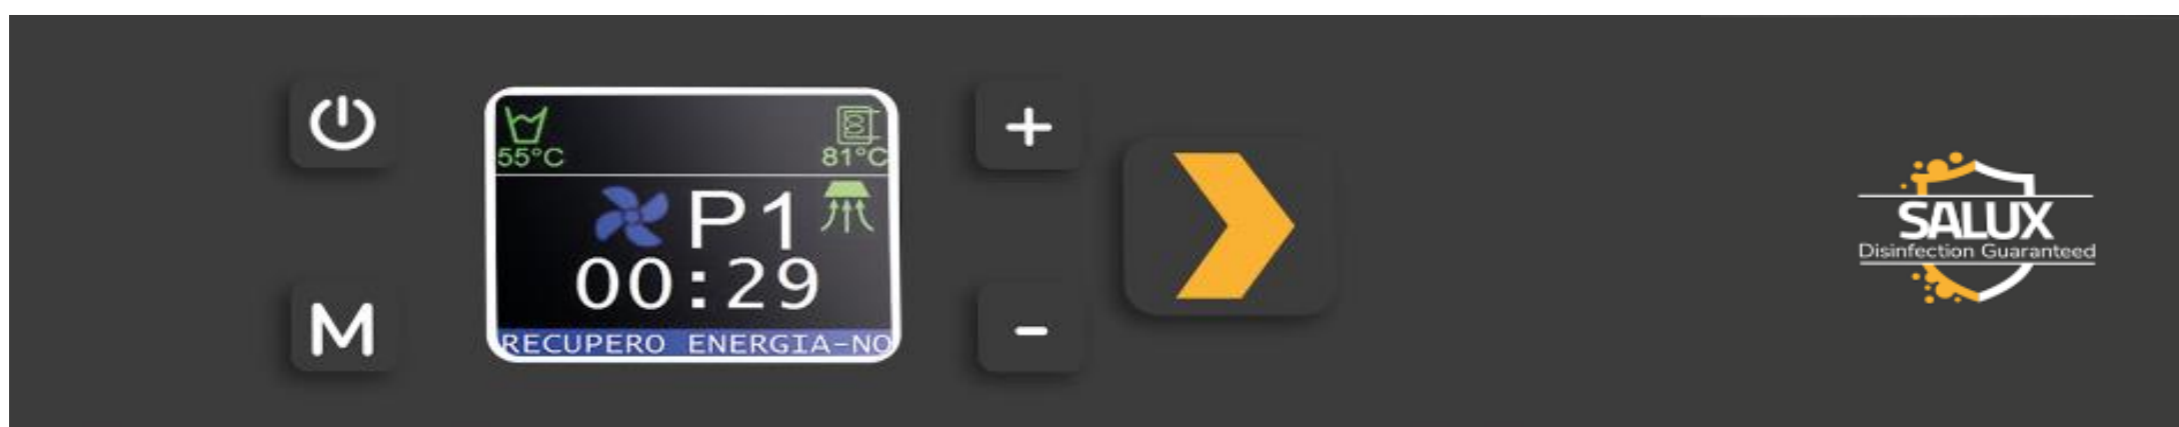 55°C
81°C
P1
00:29
RECUPERO ENERGIA-NO
+
-
M
SALUX
Disinfection Guaranteed